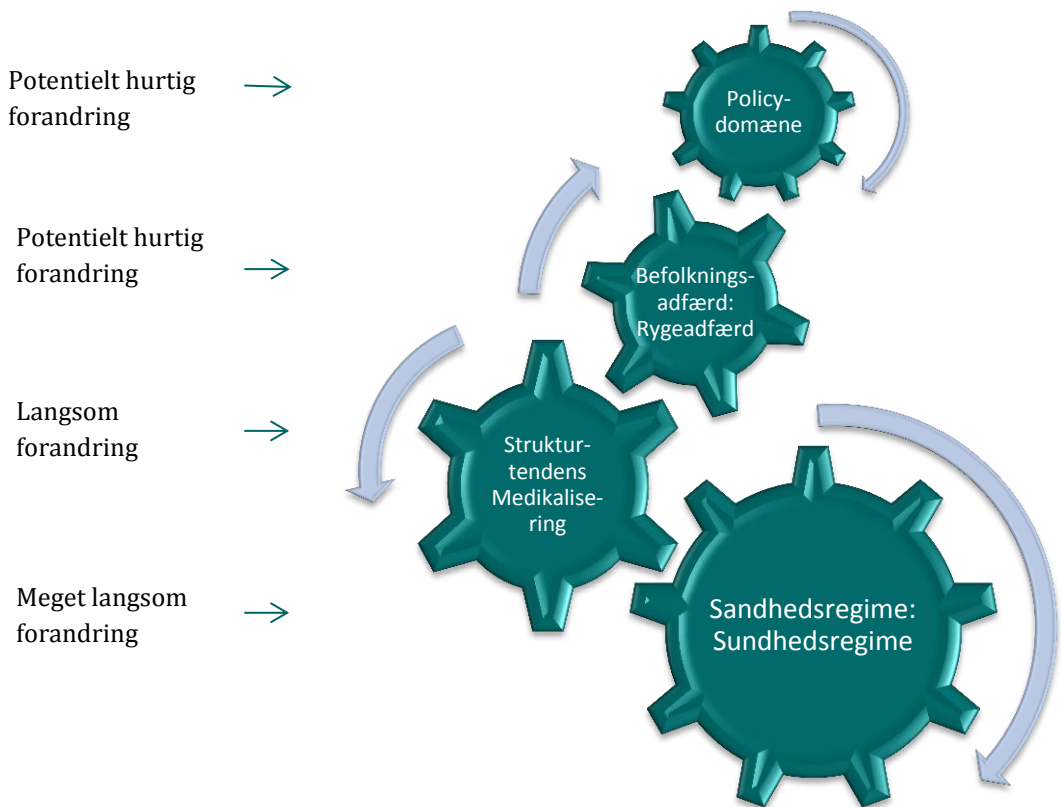 Potentielt hurtig
forandring
Policy-
domæne
Potentielt hurtig
forandring
Befolknings-
adfærd:
Rygeadfærd
Langsom
forandring
Struktur-
tendens
Medikalise-
ring
Meget langsom
forandring
Sandhedsregime:
Sundhedsregime